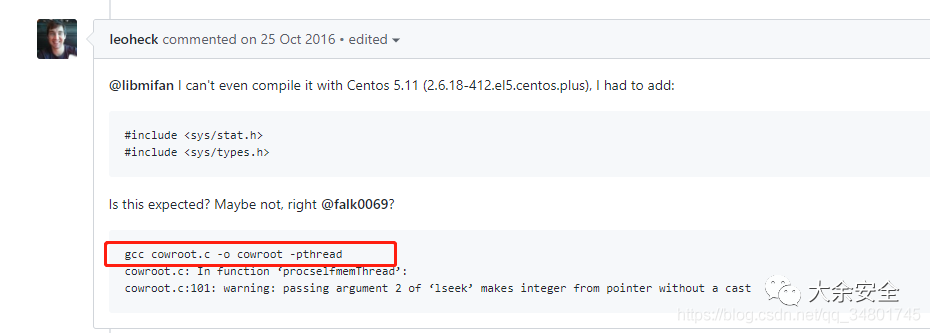 leoheck commented on 25 Oct 2016 • edited
@libmifan I can't even compile it with Centos 5.11 (2.6.18-412.el5.centos.plus), I had to add:
#include <sys/stat.h>
#include <sys/types.h>
Is this expected? Maybe not, right @falk0069?
gcc cowroot.c -o cowroot -pthread
cowroot.c: In function ‘procselfmemThread’:
cowroot.c:101: warning: passing argument 2 of ‘lseek’ makes integer from pointer without a cast
大余安全
https://blog.csdn.net/qq_34801745